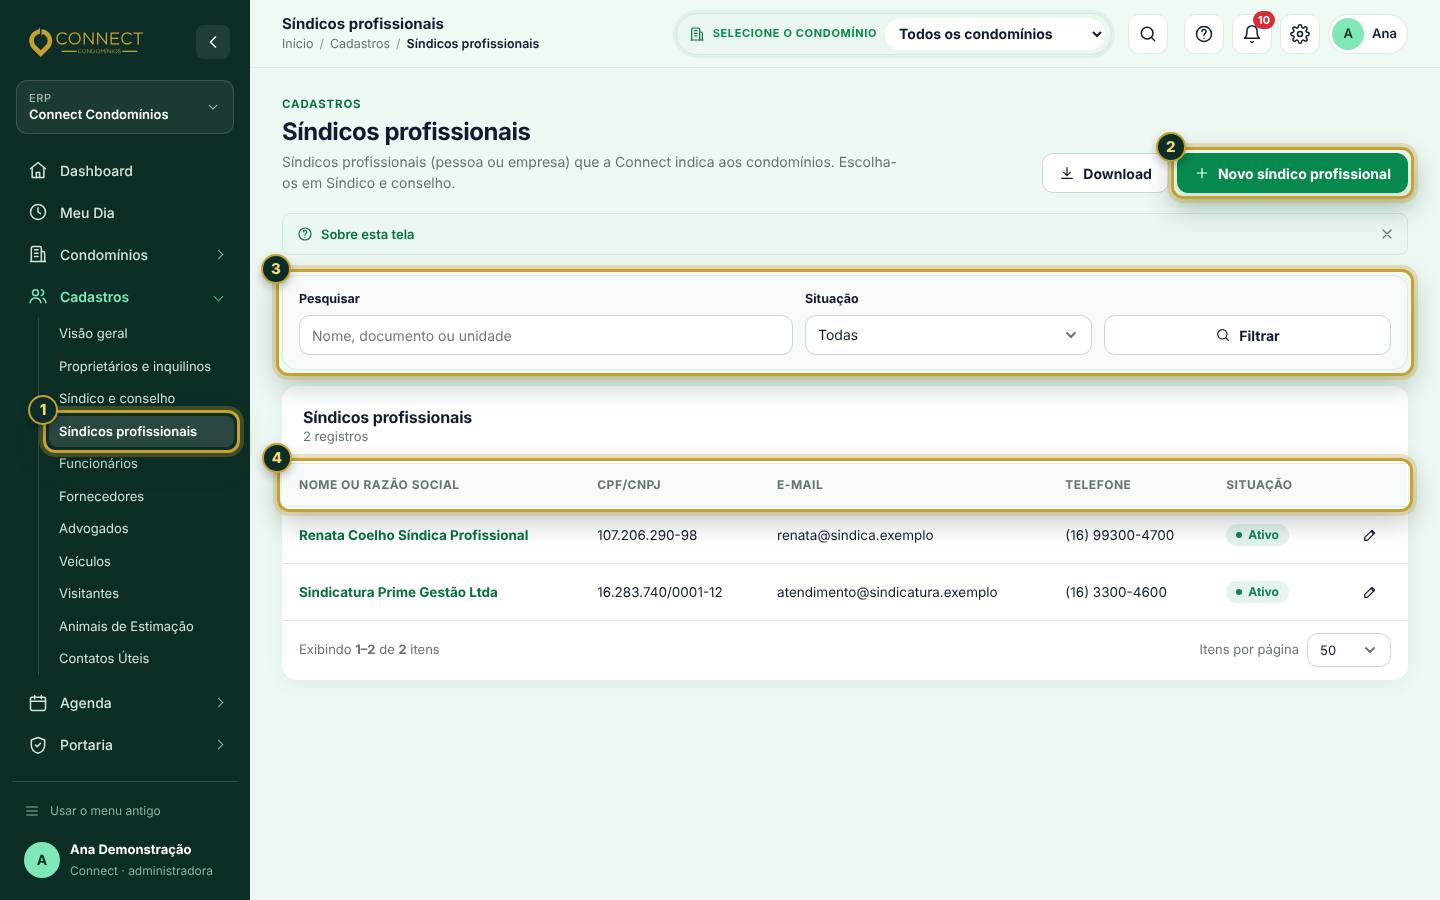 CONNECT
CONDOMÍNIOS
ERP
Connect Condomínios
Dashboard
Meu Dia
Condomínios
Cadastros
Visão geral
Proprietários e inquilinos
Síndico e conselho
1
Síndicos profissionais
Funcionários
Fornecedores
Advogados
Veículos
Visitantes
Animais de Estimação
Contatos Úteis
Agenda
Portaria
Usar o menu antigo
A
Ana Demonstração
Connect · administradora
Síndicos profissionais
Início / Cadastros / Síndicos profissionais
SELECIONE O CONDOMÍNIO
Todos os condomínios
10
A Ana
CADASTROS
Síndicos profissionais
Síndicos profissionais (pessoa ou empresa) que a Connect indica aos condomínios. Escolha-
os em Síndico e conselho.
Download
2
+ Novo síndico profissional
Sobre esta tela
3
Pesquisar
Nome, documento ou unidade
Situação
Todas
Filtrar
Síndicos profissionais
2 registros
4
NOME OU RAZÃO SOCIAL CPF/CNPJ E-MAIL TELEFONE SITUAÇÃO
Renata Coelho Síndica Profissional 107.206.290-98 renata@sindica.exemplo (16) 99300-4700 Ativo
Sindicatura Prime Gestão Ltda 16.283.740/0001-12 atendimento@sindicatura.exemplo (16) 3300-4600 Ativo
Exibindo 1–2 de 2 itens
Itens por página 50